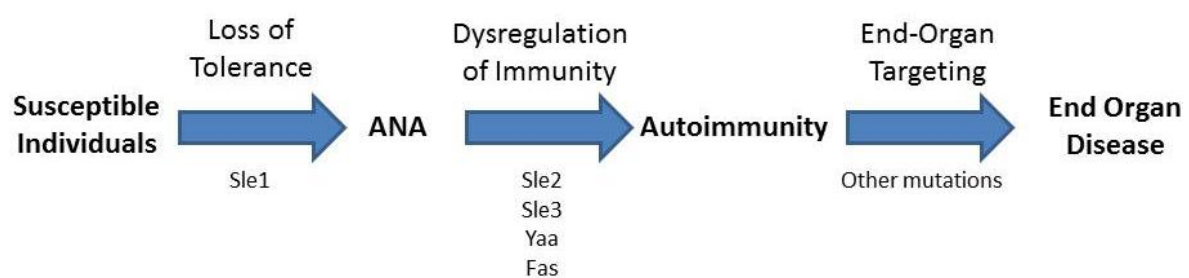 Loss of
Tolerance
Dysregulation
of Immunity
End-Organ
Targeting
Susceptible
Individuals
ANA
Autoimmunity
End Organ
Disease
Sle1
Sle2
Sle3
Yaa
Fas
Other mutations